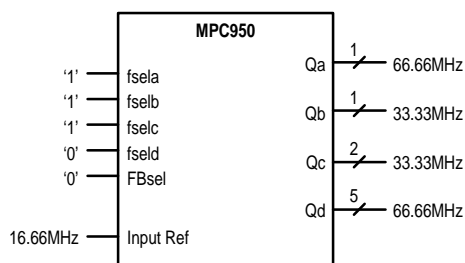 MPC950
‘1’ fsela
‘1’ fselb
‘1’ fselc
‘0’ fseld
‘0’ FBsel
16.66MHz Input Ref
Qa 1 66.66MHz
Qb 1 33.33MHz
Qc 2 33.33MHz
Qd 5 66.66MHz